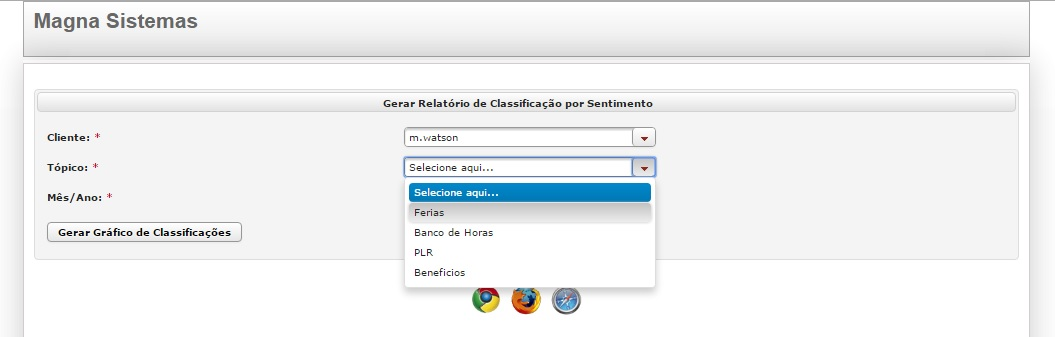 Magna Sistemas
Gerar Relatório de Classificação por Sentimento
Cliente: * m.watson
Tópico: * Selecione aqui...
Selecione aqui...
Ferias
Mês/Ano: *
Banco de Horas
Gerar Gráfico de Classificações
PLR
Beneficios